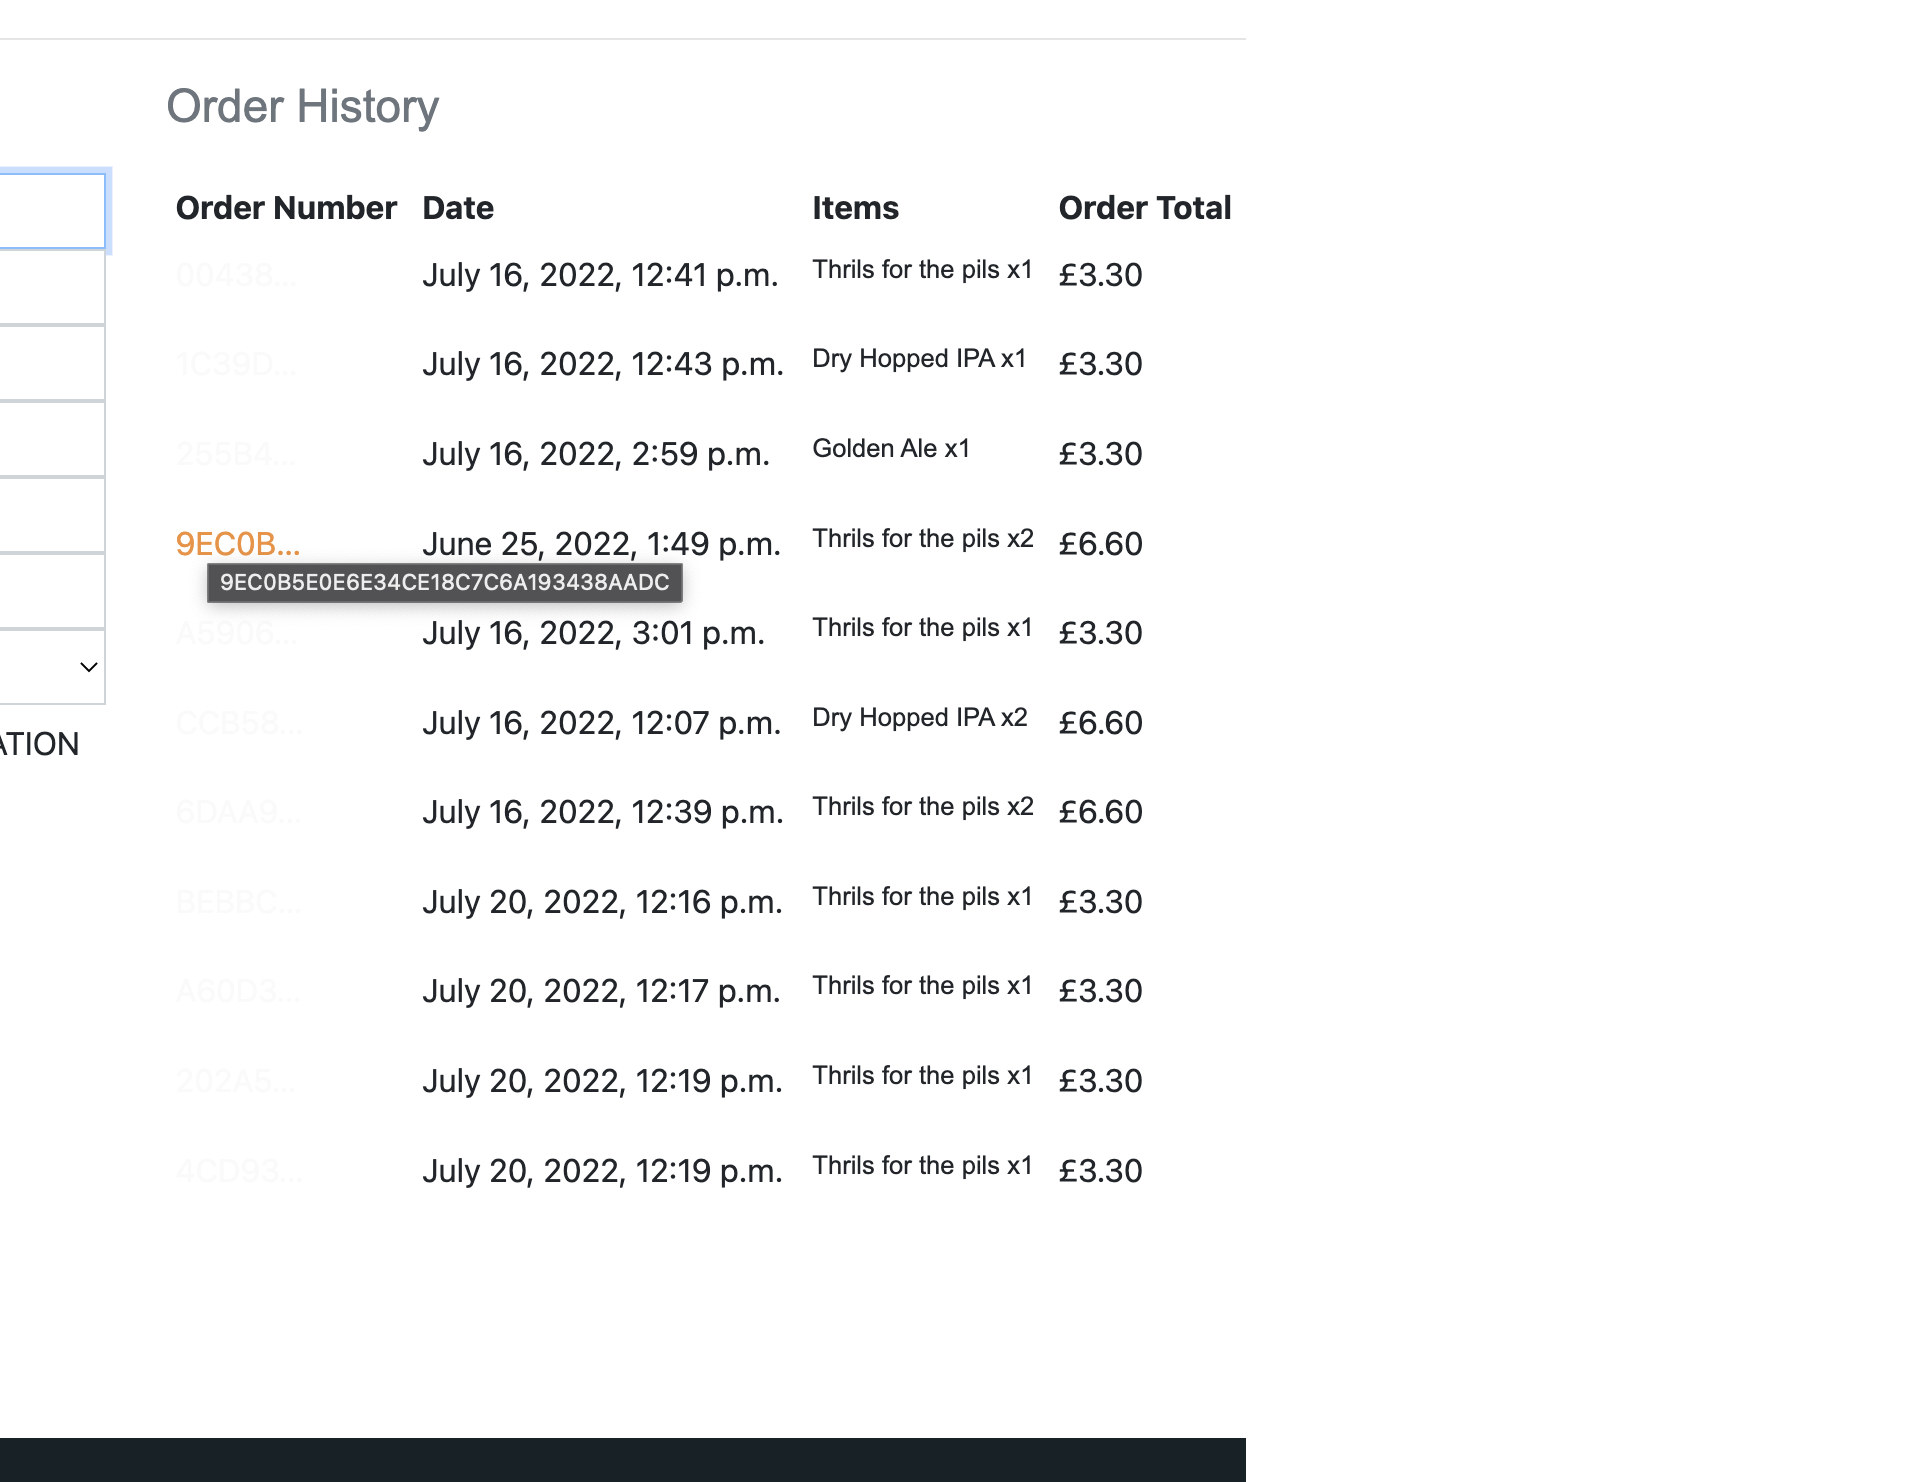 Order History
Order Number Date Items Order Total
00438... July 16, 2022, 12:41 p.m. Thrils for the pils x1 £3.30
1C39D... July 16, 2022, 12:43 p.m. Dry Hopped IPA x1 £3.30
255B4... July 16, 2022, 2:59 p.m. Golden Ale x1 £3.30
9EC0B... June 25, 2022, 1:49 p.m. Thrils for the pils x2 £6.60
9EC0B5E0E6E34CE18C7C6A193438AADC
A5906... July 16, 2022, 3:01 p.m. Thrils for the pils x1 £3.30
CCB58... July 16, 2022, 12:07 p.m. Dry Hopped IPA x2 £6.60
ATION
6DAA9... July 16, 2022, 12:39 p.m. Thrils for the pils x2 £6.60
BEBBC... July 20, 2022, 12:16 p.m. Thrils for the pils x1 £3.30
A60D3... July 20, 2022, 12:17 p.m. Thrils for the pils x1 £3.30
202A5... July 20, 2022, 12:19 p.m. Thrils for the pils x1 £3.30
4CD93... July 20, 2022, 12:19 p.m. Thrils for the pils x1 £3.30